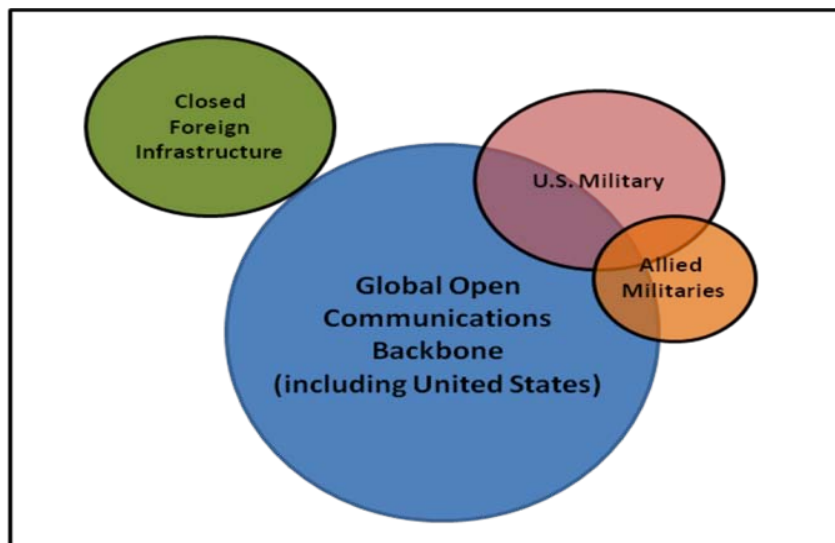 Closed
Foreign
Infrastructure
U.S. Military
Allied
Militaries
Global Open
Communications
Backbone
(including United States)